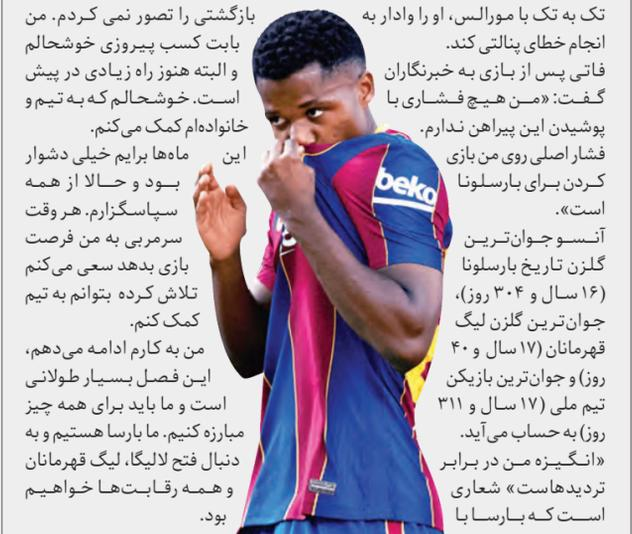 تک به تک با مورالس، او را وادار به
انجام خطای پنالتی کند.
فاتی پس از بازی به خبرنگاران
گفت: «من هیچ فشاری با
پوشیدن این پیراهن ندارم.
فشار اصلی روی من بازی
کردن برای بارسلونا
است».
آنسو جوان‌ترین
گلزن تاریخ بارسلونا
(۱۶ سال و ۳۰۴ روز)،
جوان‌ترین گلزن لیگ
قهرمانان (۱۷ سال و ۴۰
روز) و جوان‌ترین بازیکن
تیم ملی (۱۷ سال و ۳۱۱
روز) به حساب می‌آید.
«انگیزه من در برابر
تردیدهاست» شعاری
است که بارسا با
بازگشتی را تصور نمی کردم. من
بابت کسب پیروزی خوشحالم
و البته هنوز راه زیادی در پیش
است. خوشحالم که به تیم و
خانواده‌ام کمک می‌کنم.
این ماه‌ها برایم خیلی دشوار
بود و حالا از همه
سپاسگزارم. هر وقت
سرمربی به من فرصت
بازی بدهد سعی می‌کنم
تلاش کرده بتوانم به تیم
کمک کنم.
من به کارم ادامه می‌دهم،
این فصل بسیار طولانی
است و ما باید برای همه چیز
مبارزه کنیم. ما بارسا هستیم و به
دنبال فتح لالیگا، لیگ قهرمانان
و همه رقابت‌ها خواهیم
بود.
beko